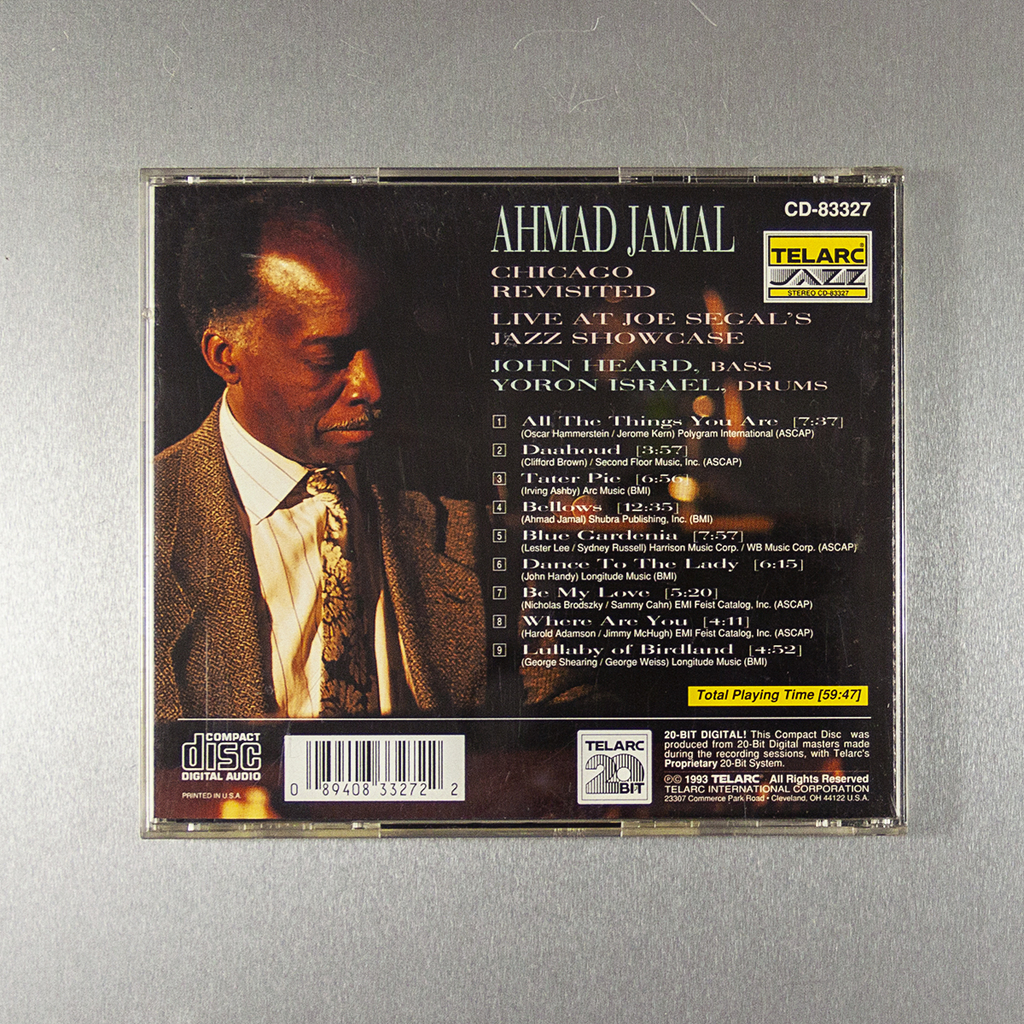 AHMAD JAMAL
CHICAGO
REVISITED
LIVE AT JOE SEGAL'S
JAZZ SHOWCASE
JOHN HEARD, BASS
YORON ISRAEL, DRUMS
CD-83327
TELARC®
JAZZ
STEREO CD-83327
1 All The Things You Are [7:37]
(Oscar Hammerstein / Jerome Kern) Polygram International (ASCAP)
2 Daahoud [3:57]
(Clifford Brown) / Second Floor Music, Inc. (ASCAP)
3 Tater Pie [6:56]
(Irving Ashby) Arc Music (BMI)
4 Bellows [12:35]
(Ahmad Jamal) Shubra Publishing, Inc. (BMI)
5 Blue Gardenia [7:57]
(Lester Lee / Sydney Russell) Harrison Music Corp. / WB Music Corp. (ASCAP)
6 Dance To The Lady [6:15]
(John Handy) Longitude Music (BMI)
7 Be My Love [5:20]
(Nicholas Brodszky / Sammy Cahn) EMI Feist Catalog, Inc. (ASCAP)
8 Where Are You [4:11]
(Harold Adamson / Jimmy McHugh) EMI Feist Catalog, Inc. (ASCAP)
9 Lullaby of Birdland [4:52]
(George Shearing / George Weiss) Longitude Music (BMI)
Total Playing Time [59:47]
COMPACT
disc
DIGITAL AUDIO
PRINTED IN U.S.A.
0 89408 33272 2
TELARC
20
BIT
20-BIT DIGITAL! This Compact Disc was
produced from 20-Bit Digital masters made
during the recording sessions, with Telarc's
Proprietary 20-Bit System.
℗© 1993 TELARC® All Rights Reserved
TELARC INTERNATIONAL CORPORATION
23307 Commerce Park Road • Cleveland, OH 44122 U.S.A.